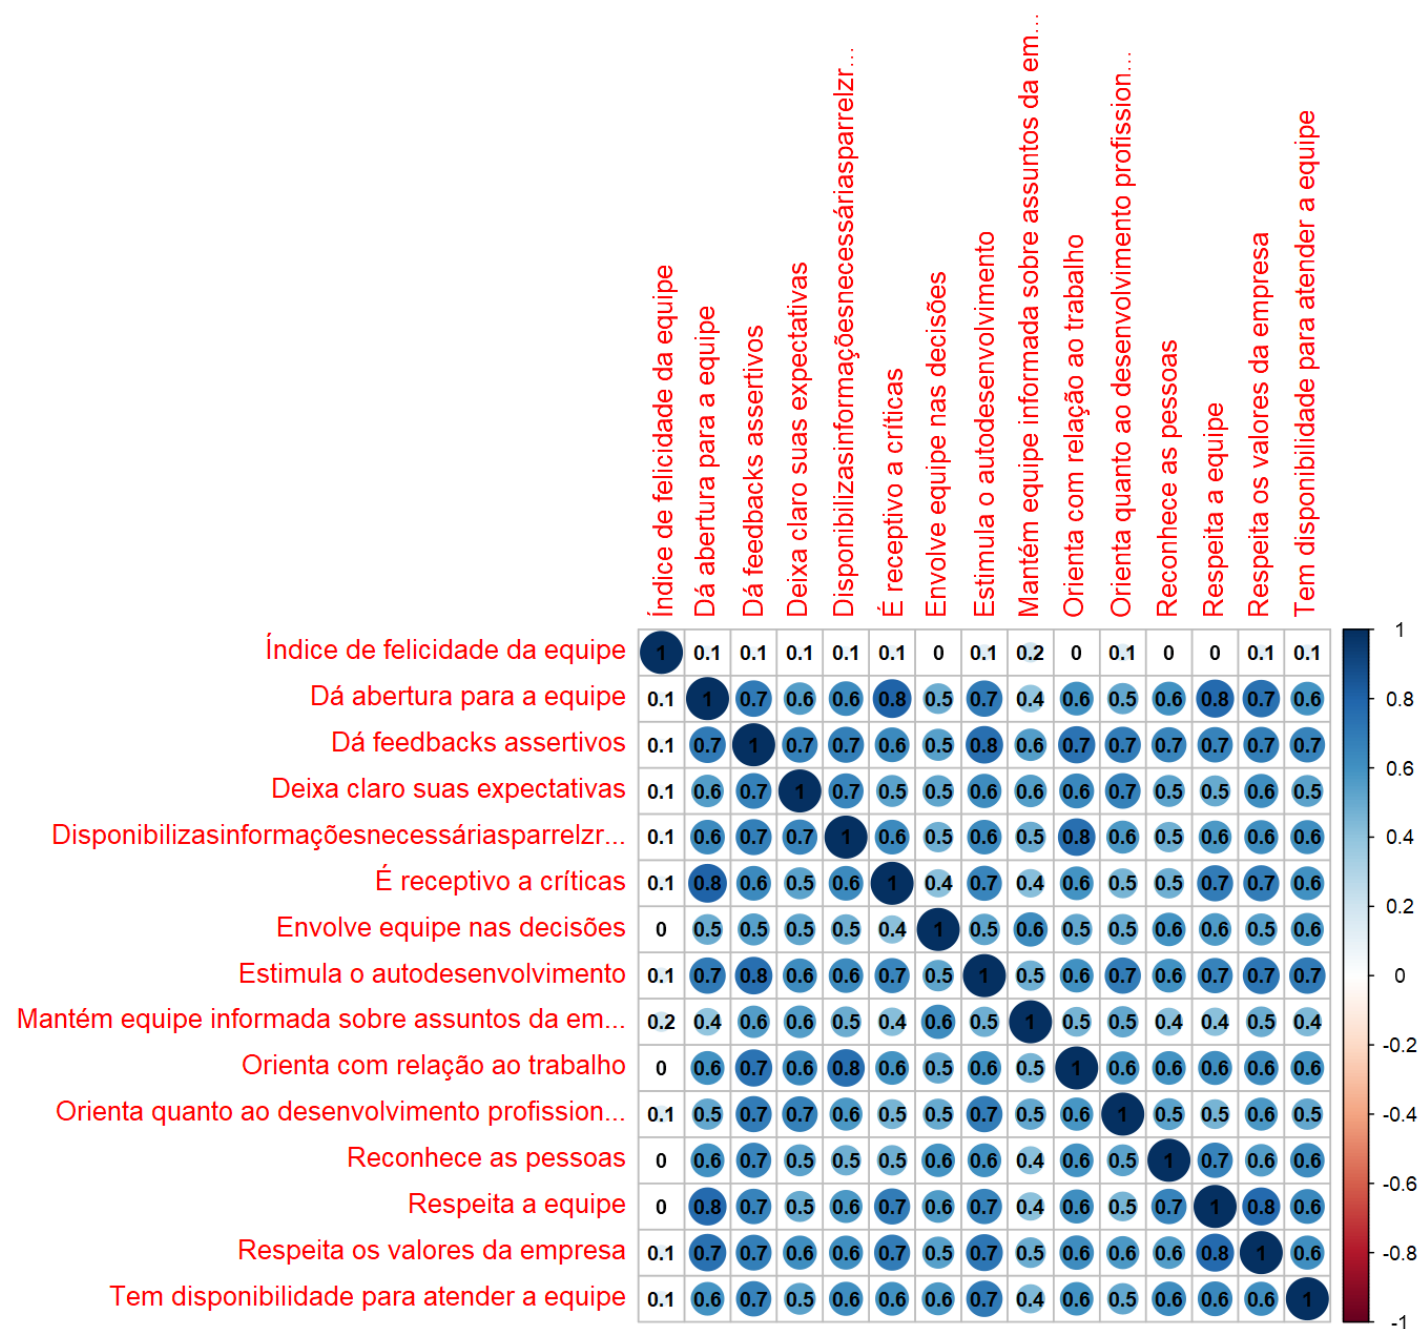 Índice de felicidade da equipe
Dá abertura para a equipe
Dá feedbacks assertivos
Deixa claro suas expectativas
Disponibilizasinformaçõesnecessáriasparrelzr...
É receptivo a críticas
Envolve equipe nas decisões
Estimula o autodesenvolvimento
Mantém equipe informada sobre assuntos da em...
Orienta com relação ao trabalho
Orienta quanto ao desenvolvimento profission...
Reconhece as pessoas
Respeita a equipe
Respeita os valores da empresa
Tem disponibilidade para atender a equipe
Índice de felicidade da equipe 1 0.1 0.1 0.1 0.1 0.1 0 0.1 0.2 0 0.1 0 0 0.1 0.1
Dá abertura para a equipe 0.1 1 0.7 0.6 0.6 0.8 0.5 0.7 0.4 0.6 0.5 0.6 0.8 0.7 0.6
Dá feedbacks assertivos 0.1 0.7 1 0.7 0.7 0.6 0.5 0.8 0.6 0.7 0.7 0.7 0.7 0.7 0.7
Deixa claro suas expectativas 0.1 0.6 0.7 1 0.7 0.5 0.5 0.6 0.6 0.6 0.7 0.5 0.5 0.6 0.5
Disponibilizasinformaçõesnecessáriasparrelzr... 0.1 0.6 0.7 0.7 1 0.6 0.5 0.6 0.5 0.8 0.6 0.5 0.6 0.6 0.6
É receptivo a críticas 0.1 0.8 0.6 0.5 0.6 1 0.4 0.7 0.4 0.6 0.5 0.5 0.7 0.7 0.6
Envolve equipe nas decisões 0 0.5 0.5 0.5 0.5 0.4 1 0.5 0.6 0.5 0.5 0.6 0.6 0.5 0.6
Estimula o autodesenvolvimento 0.1 0.7 0.8 0.6 0.6 0.7 0.5 1 0.5 0.6 0.7 0.6 0.7 0.7 0.7
Mantém equipe informada sobre assuntos da em... 0.2 0.4 0.6 0.6 0.5 0.4 0.6 0.5 1 0.5 0.5 0.4 0.4 0.5 0.4
Orienta com relação ao trabalho 0 0.6 0.7 0.6 0.8 0.6 0.5 0.6 0.5 1 0.6 0.6 0.6 0.6 0.6
Orienta quanto ao desenvolvimento profission... 0.1 0.5 0.7 0.7 0.6 0.5 0.5 0.7 0.5 0.6 1 0.5 0.5 0.6 0.5
Reconhece as pessoas 0 0.6 0.7 0.5 0.5 0.5 0.6 0.6 0.4 0.6 0.5 1 0.7 0.6 0.6
Respeita a equipe 0 0.8 0.7 0.5 0.6 0.7 0.6 0.7 0.4 0.6 0.5 0.7 1 0.8 0.6
Respeita os valores da empresa 0.1 0.7 0.7 0.6 0.6 0.7 0.5 0.7 0.5 0.6 0.6 0.6 0.8 1 0.6
Tem disponibilidade para atender a equipe 0.1 0.6 0.7 0.5 0.6 0.6 0.6 0.7 0.4 0.6 0.5 0.6 0.6 0.6 1
1
0.8
0.6
0.4
0.2
0
-0.2
-0.4
-0.6
-0.8
-1